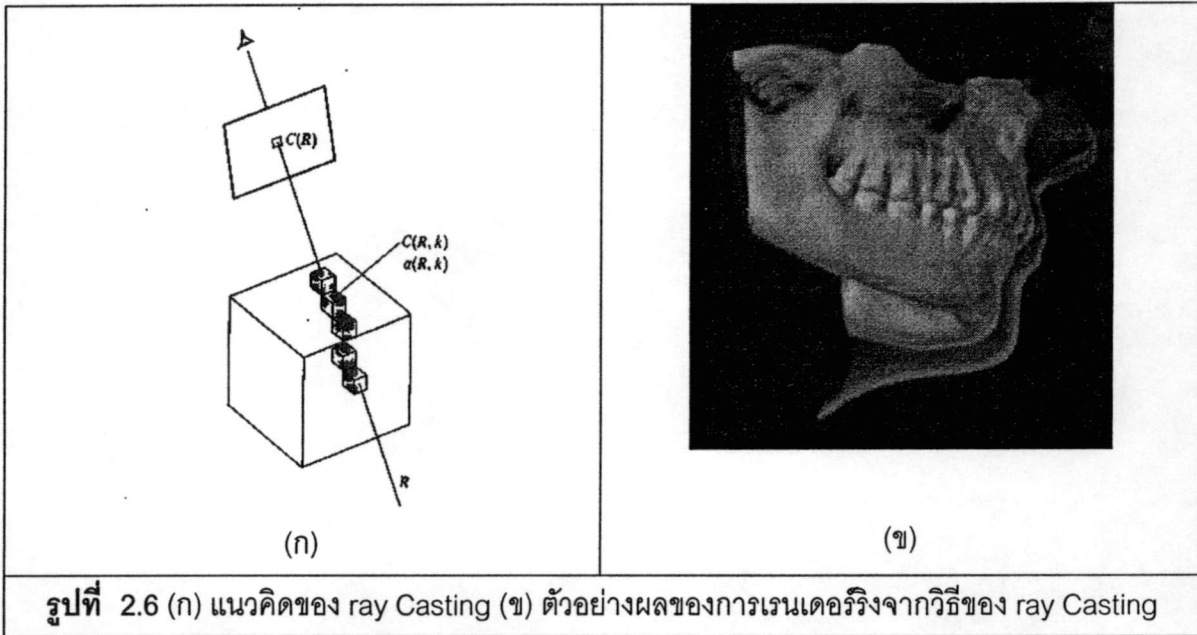 C(R)
C(R, k)
α(R, k)
R
(ก)
(ข)
รูปที่ 2.6 (ก) แนวคิดของ ray Casting (ข) ตัวอย่างผลของการเรนเดอร์ริงจากวิธีของ ray Casting